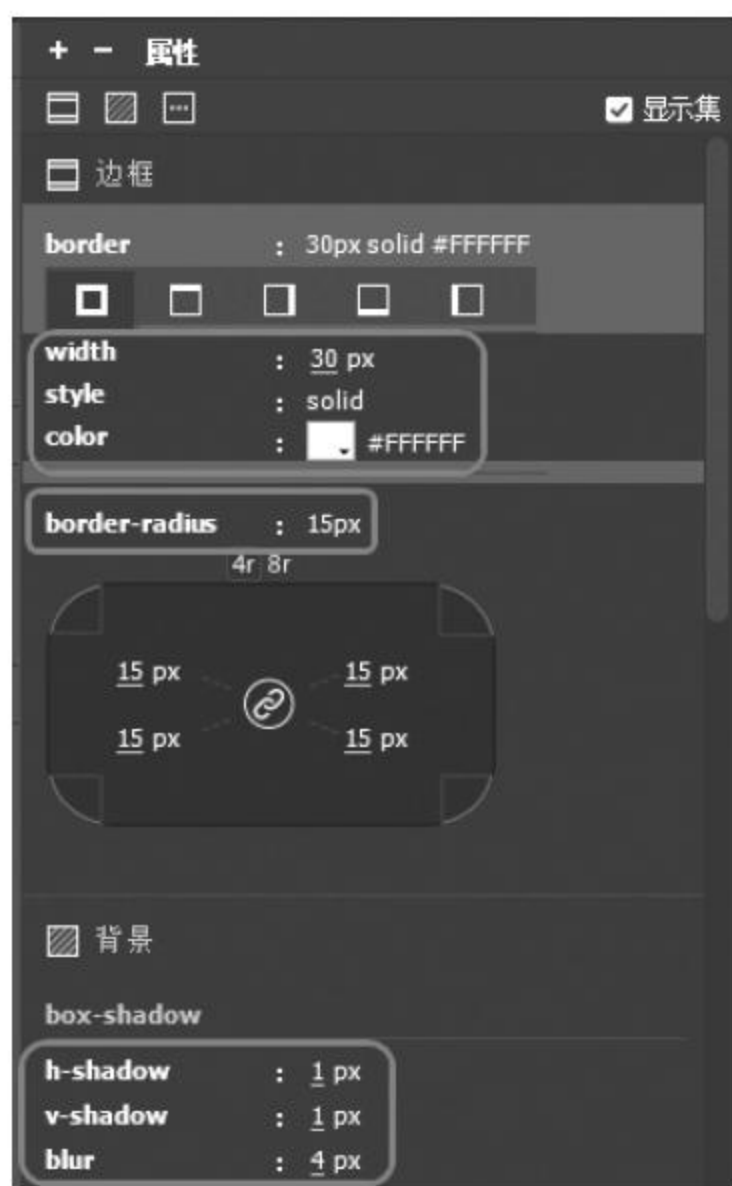 + − 属性
显示集
边框
border : 30px solid #FFFFFF
width : 30 px
style : solid
color : #FFFFFF
border-radius : 15px
4r 8r
15 px 15 px
15 px 15 px
背景
box-shadow
h-shadow : 1 px
v-shadow : 1 px
blur : 4 px